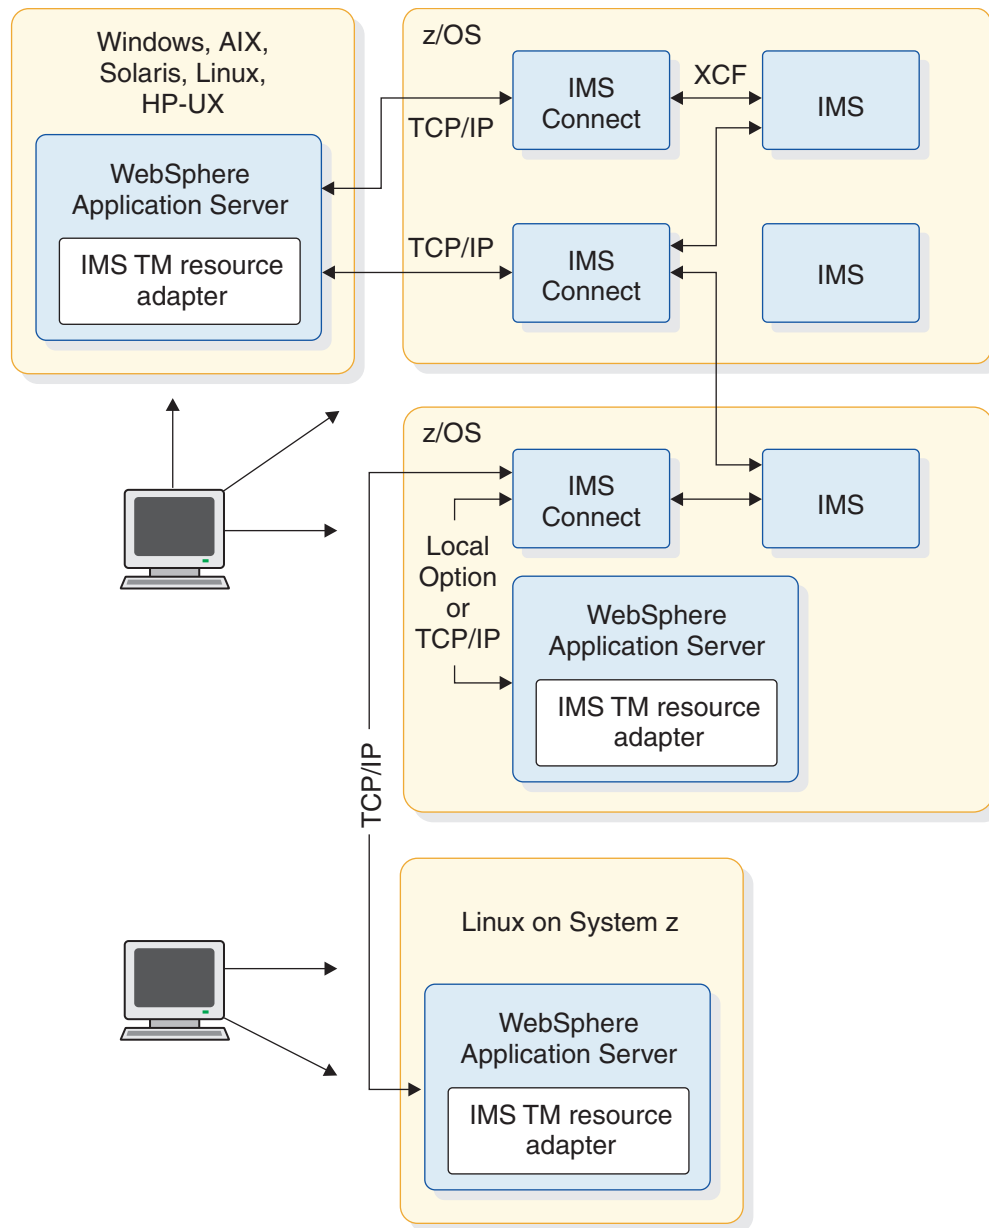 Windows, AIX,
Solaris, Linux,
HP-UX
WebSphere
Application Server
IMS TM resource
adapter
TCP/IP
TCP/IP
z/OS
IMS
Connect
XCF
IMS
IMS
Connect
IMS
z/OS
IMS
Connect
IMS
Local
Option
or
TCP/IP
WebSphere
Application Server
IMS TM resource
adapter
TCP/IP
Linux on System z
WebSphere
Application Server
IMS TM resource
adapter